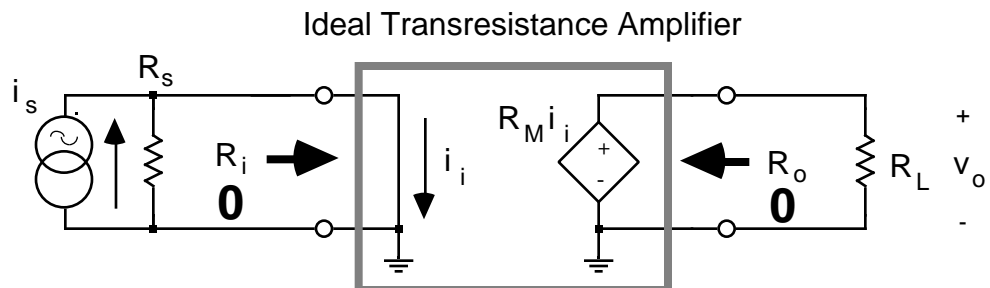 Ideal Transresistance Amplifier
i_s
R_s
R_i
0
i_i
R_M i_i
+
-
R_o
0
R_L
+
v_o
-